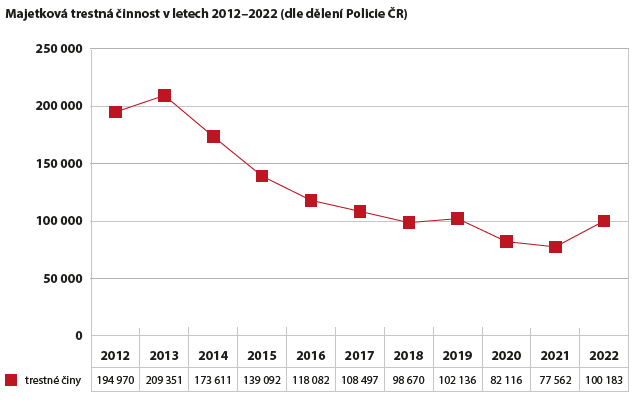 Majetková trestná činnost v letech 2012–2022 (dle dělení Policie ČR)
250 000
200 000
150 000
100 000
50 000
0
2012 2013 2014 2015 2016 2017 2018 2019 2020 2021 2022
trestné činy 194 970 209 351 173 611 139 092 118 082 108 497 98 670 102 136 82 116 77 562 100 183